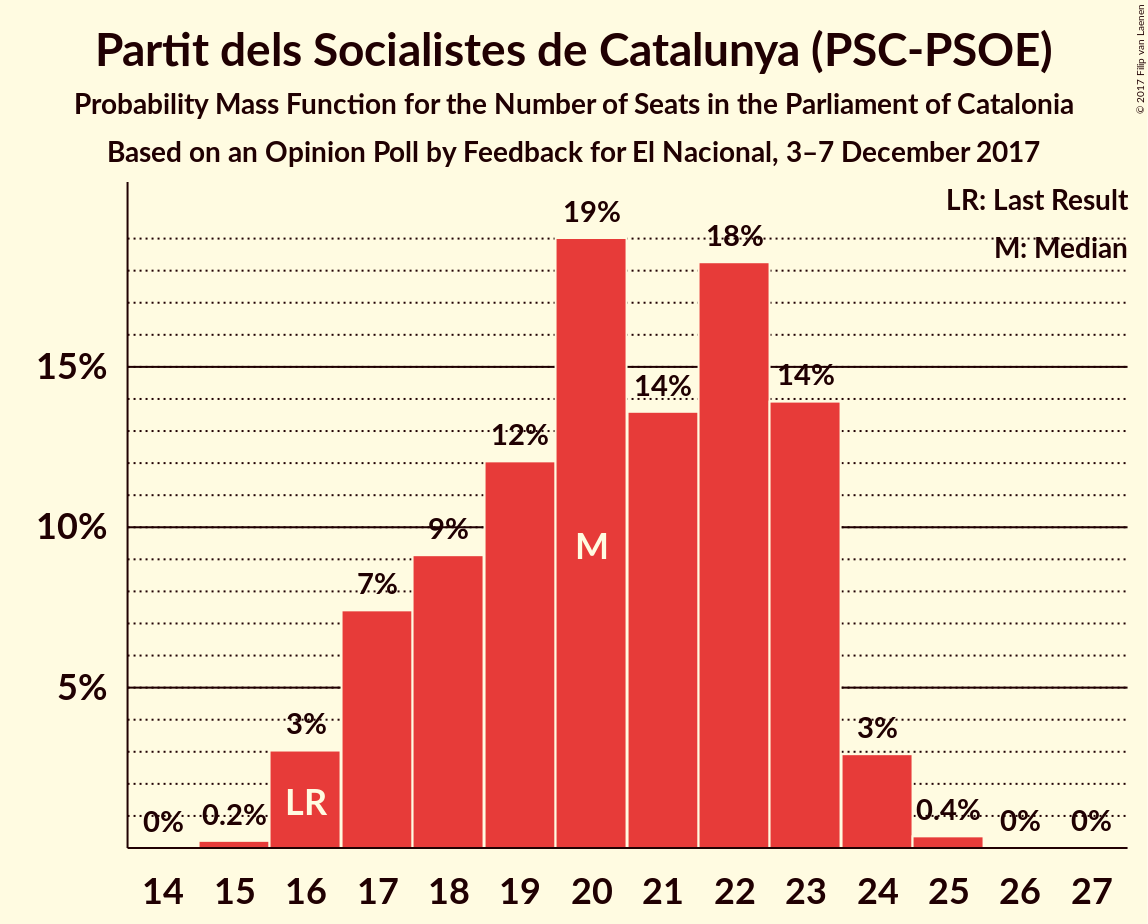 Partit dels Socialistes de Catalunya (PSC-PSOE)
Probability Mass Function for the Number of Seats in the Parliament of Catalonia
Based on an Opinion Poll by Feedback for El Nacional, 3–7 December 2017
© 2017 Filip van Laenen
LR: Last Result
M: Median
19%
18%
15%
14%
14%
12%
10%
9%
M
7%
5%
3%
3%
LR
0%
0.2%
0.4%
0%
0%
14 15 16 17 18 19 20 21 22 23 24 25 26 27